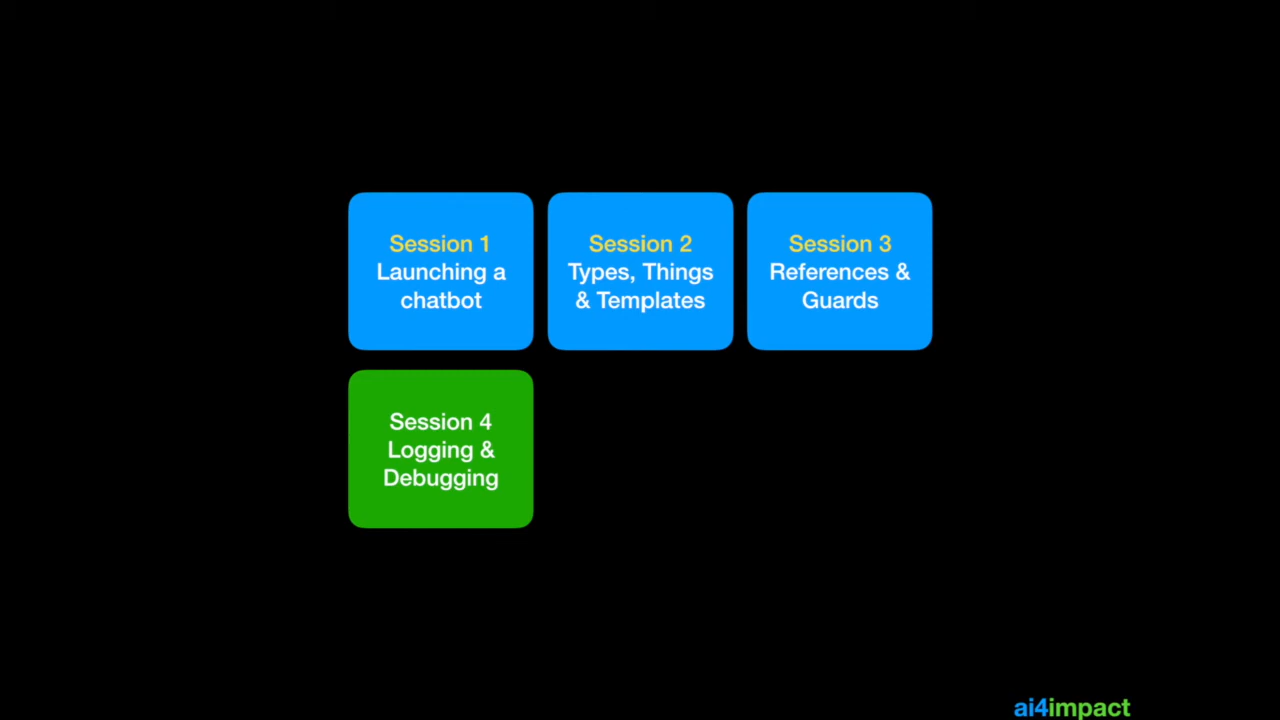 Session 1
Launching a
chatbot
Session 2
Types, Things
& Templates
Session 3
References &
Guards
Session 4
Logging &
Debugging
ai4impact